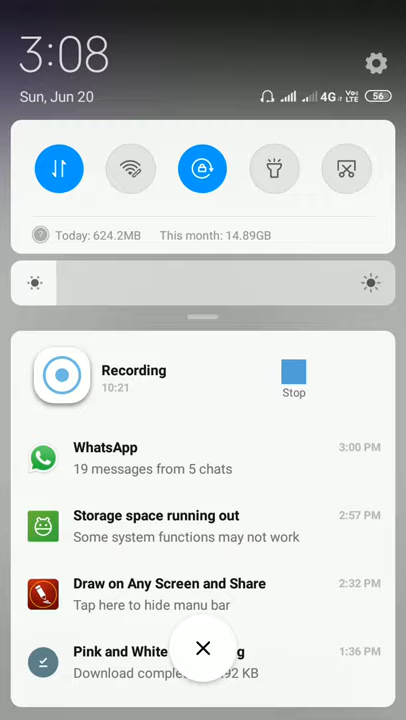 3:08
Sun, Jun 20
4G
Vo
LTE
56
Today: 624.2MB
This month: 14.89GB
Recording
10:21
Stop
WhatsApp
3:00 PM
19 messages from 5 chats
Storage space running out
2:57 PM
Some system functions may not work
Draw on Any Screen and Share
2:32 PM
Tap here to hide manu bar
Pink and White
1:36 PM
Download 92 KB